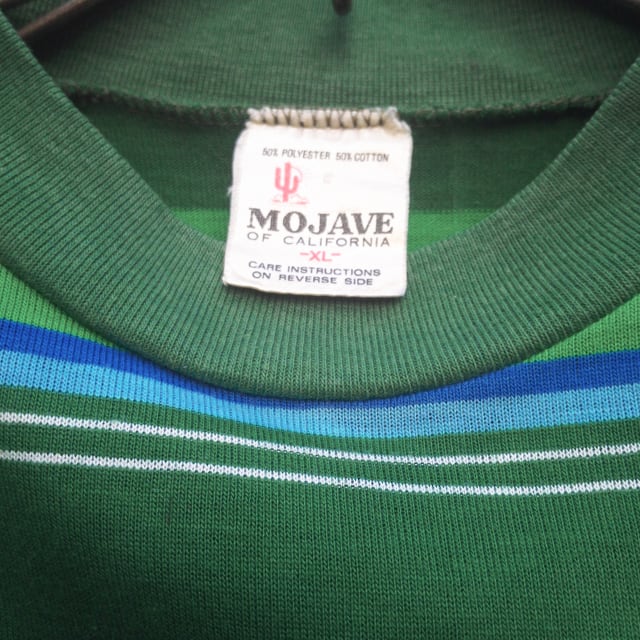 50% POLYESTER 50% COTTON
MOJAVE
OF CALIFORNIA
-XL-
CARE INSTRUCTIONS
ON REVERSE SIDE